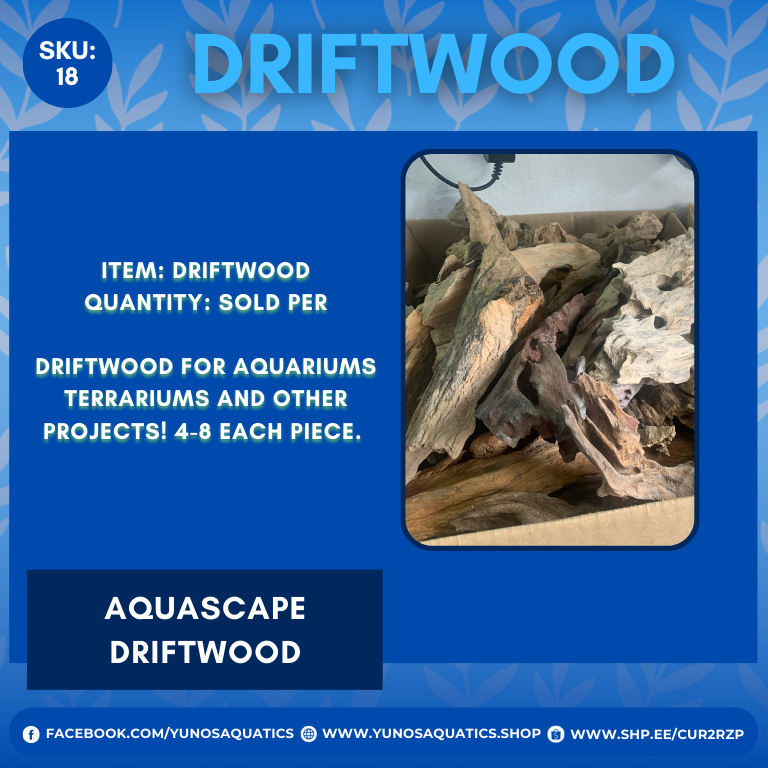 SKU:
18
DRIFTWOOD
ITEM: DRIFTWOOD
QUANTITY: SOLD PER
DRIFTWOOD FOR AQUARIUMS
TERRARIUMS AND OTHER
PROJECTS! 4-8 EACH PIECE.
AQUASCAPE
DRIFTWOOD
FACEBOOK.COM/YUNOSAQUATICS WWW.YUNOSAQUATICS.SHOP WWW.SHP.EE/CUR2RZP